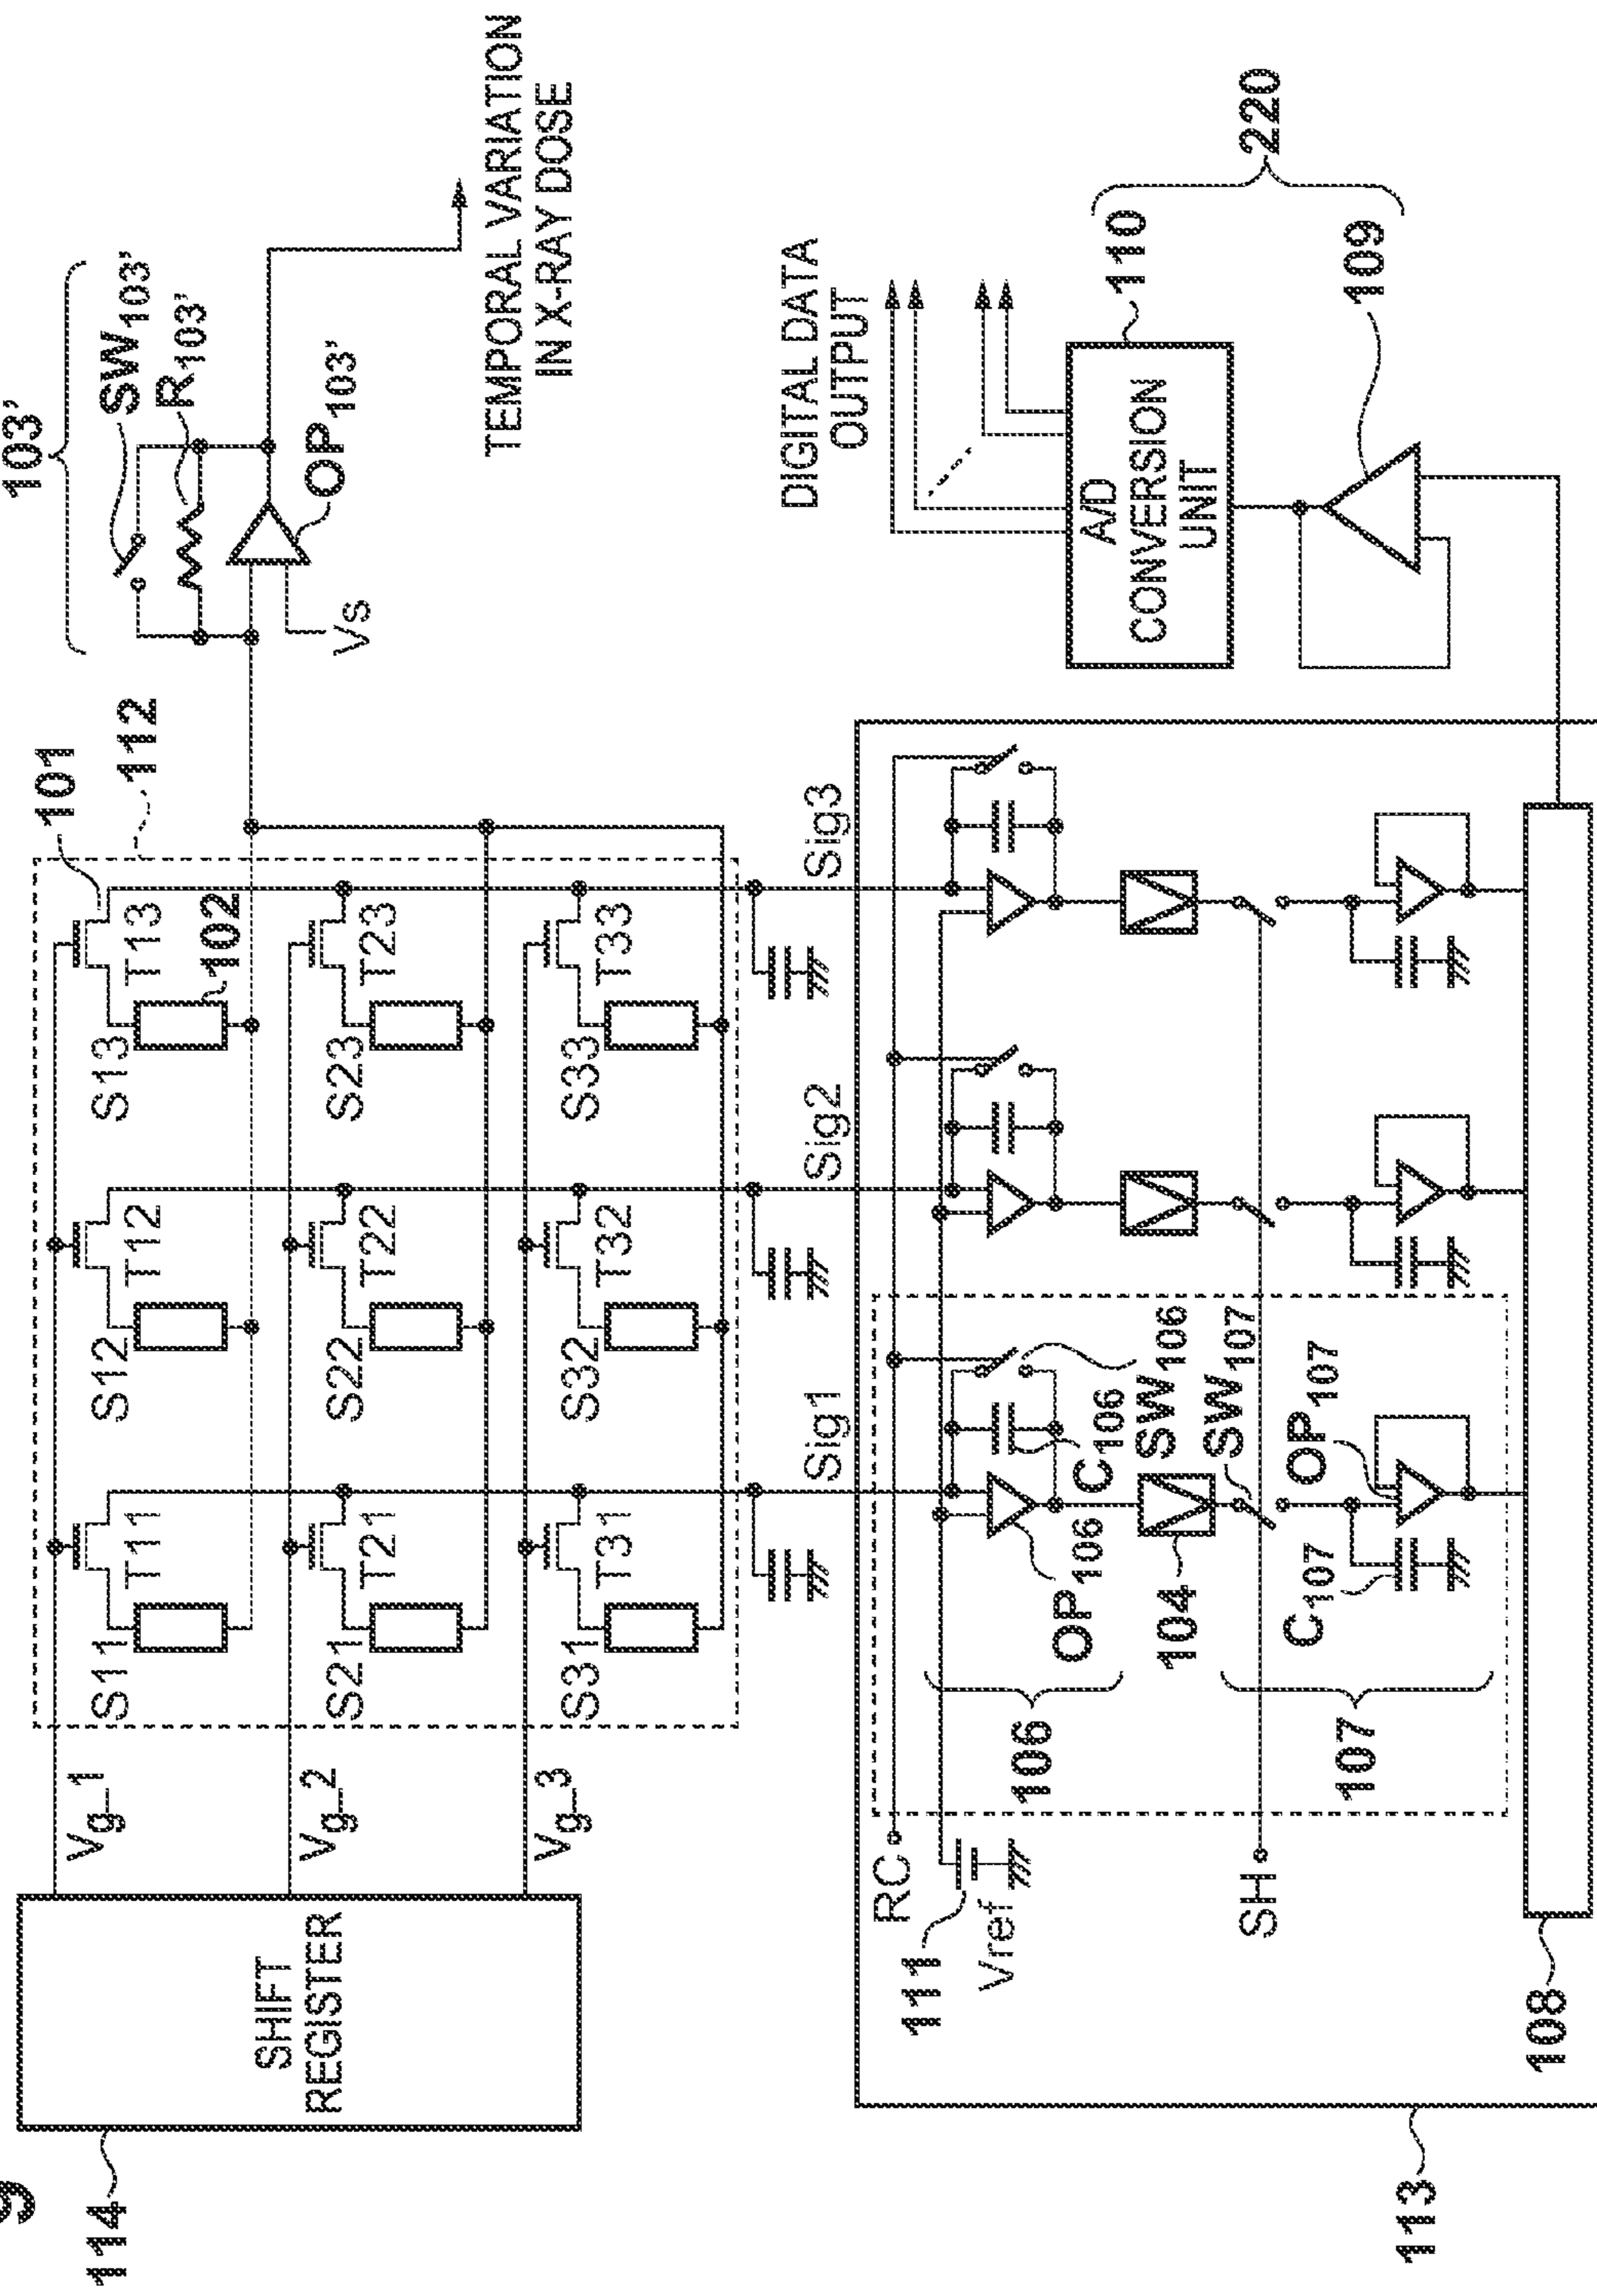 9
103'
SW103'
R103'
OP103'
Vs
TEMPORAL VARIATION
IN X-RAY DOSE
101
112
114
SHIFT
REGISTER
Vg_1
Vg_2
Vg_3
S11
T11
S12
T12
S13
T13
102
S21
T21
S22
T22
S23
T23
S31
T31
S32
T32
S33
T33
Sig1
Sig2
Sig3
DIGITAL DATA
OUTPUT
110
220
A/D
CONVERSION
UNIT
109
RC
111
Vref
106
OP106
C106
SW106
104
SW107
SH
107
C107
OP107
108
113